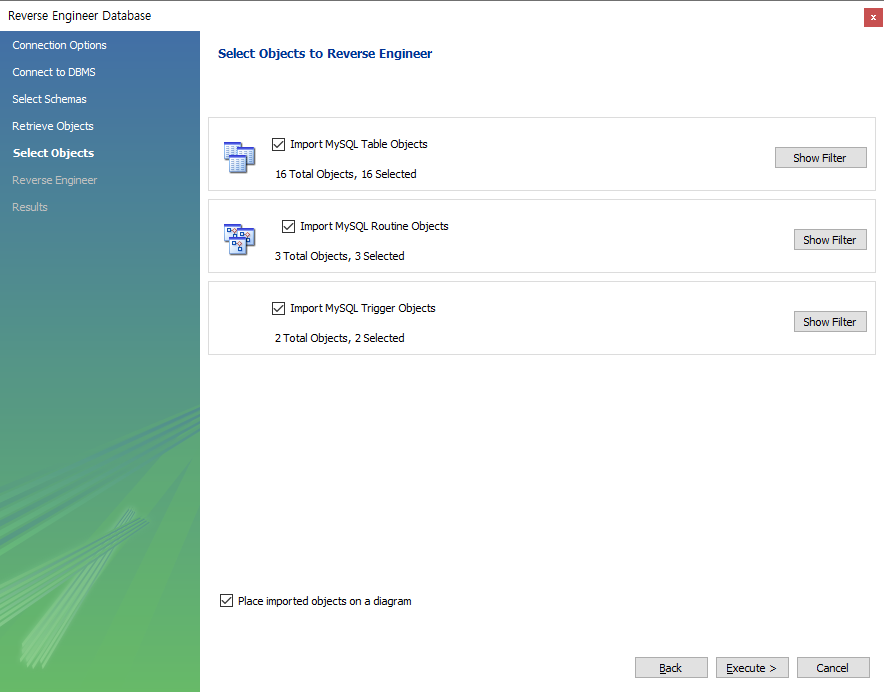 Reverse Engineer Database
x
Connection Options
Connect to DBMS
Select Schemas
Retrieve Objects
Select Objects
Reverse Engineer
Results
Select Objects to Reverse Engineer
Import MySQL Table Objects
16 Total Objects, 16 Selected
Show Filter
Import MySQL Routine Objects
3 Total Objects, 3 Selected
Show Filter
Import MySQL Trigger Objects
2 Total Objects, 2 Selected
Show Filter
Place imported objects on a diagram
Back
Execute >
Cancel